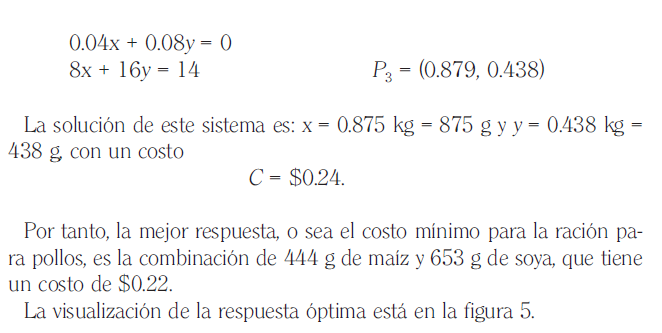 0.04x + 0.08y = 0
8x + 16y = 14 P₃ = (0.879, 0.438)
La solución de este sistema es: x = 0.875 kg = 875 g y y = 0.438 kg =
438 g, con un costo
C = $0.24.
Por tanto, la mejor respuesta, o sea el costo mínimo para la ración pa-
ra pollos, es la combinación de 444 g de maíz y 653 g de soya, que tiene
un costo de $0.22.
La visualización de la respuesta óptima está en la figura 5.